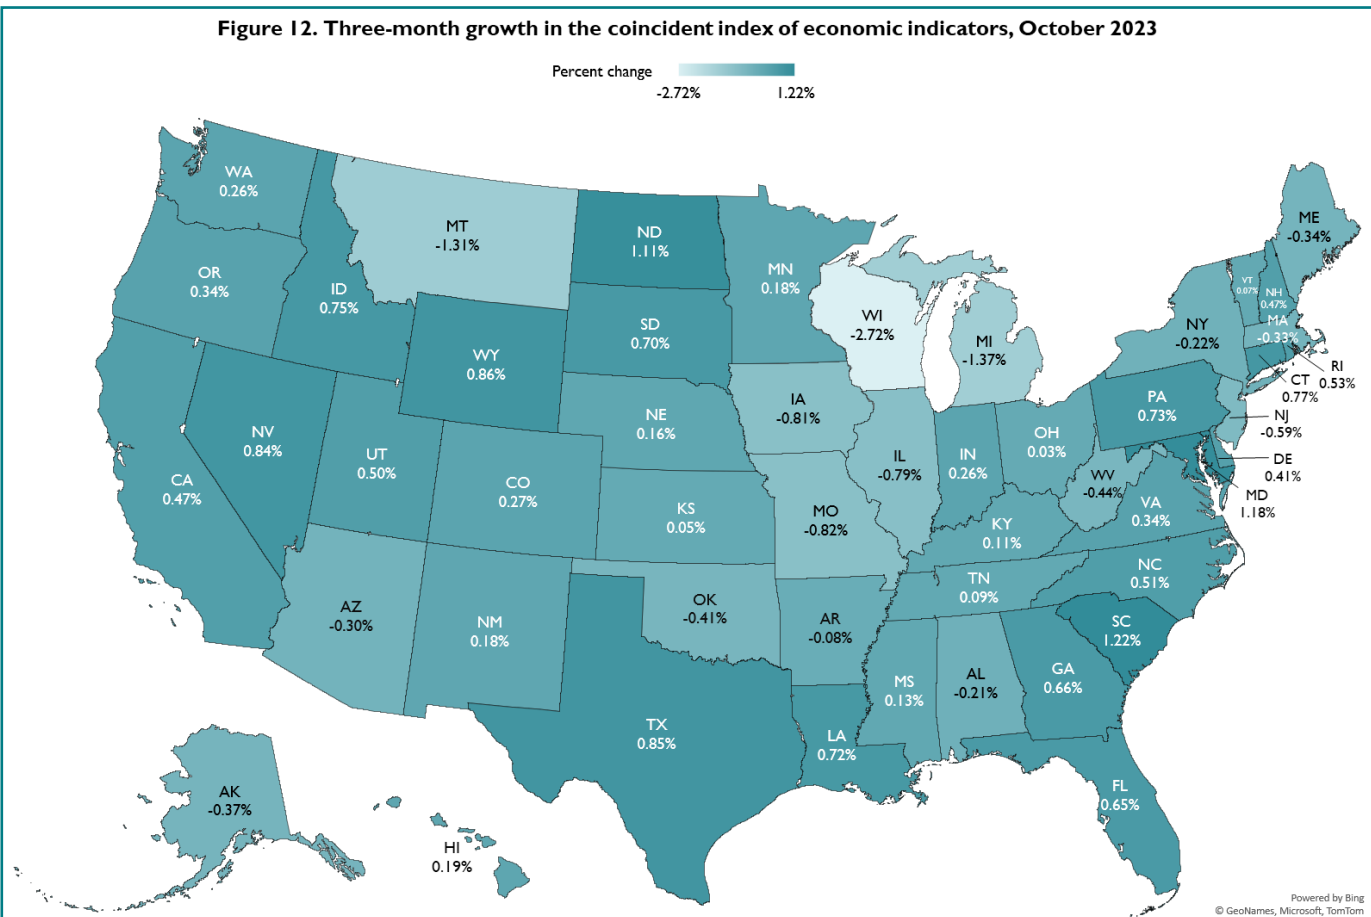 Figure 12. Three-month growth in the coincident index of economic indicators, October 2023
Percent change
-2.72%
1.22%
WA
0.26%
MT
-1.31%
ND
1.11%
MN
0.18%
ME
-0.34%
OR
0.34%
ID
0.75%
SD
0.70%
WI
-2.72%
MI
-1.37%
VT
0.07%
NH
0.47%
NY
-0.22%
MA
-0.33%
RI
0.53%
CT
0.77%
WY
0.86%
IA
-0.81%
PA
0.73%
NJ
-0.59%
NE
0.16%
NV
0.84%
UT
0.50%
CO
0.27%
IL
-0.79%
IN
0.26%
OH
0.03%
DE
0.41%
CA
0.47%
KS
0.05%
MO
-0.82%
WV
-0.44%
MD
1.18%
VA
0.34%
KY
0.11%
NC
0.51%
TN
0.09%
AZ
-0.30%
NM
0.18%
OK
-0.41%
AR
-0.08%
SC
1.22%
MS
0.13%
AL
-0.21%
GA
0.66%
TX
0.85%
LA
0.72%
FL
0.65%
AK
-0.37%
HI
0.19%
Powered by Bing
© GeoNames, Microsoft, TomTom